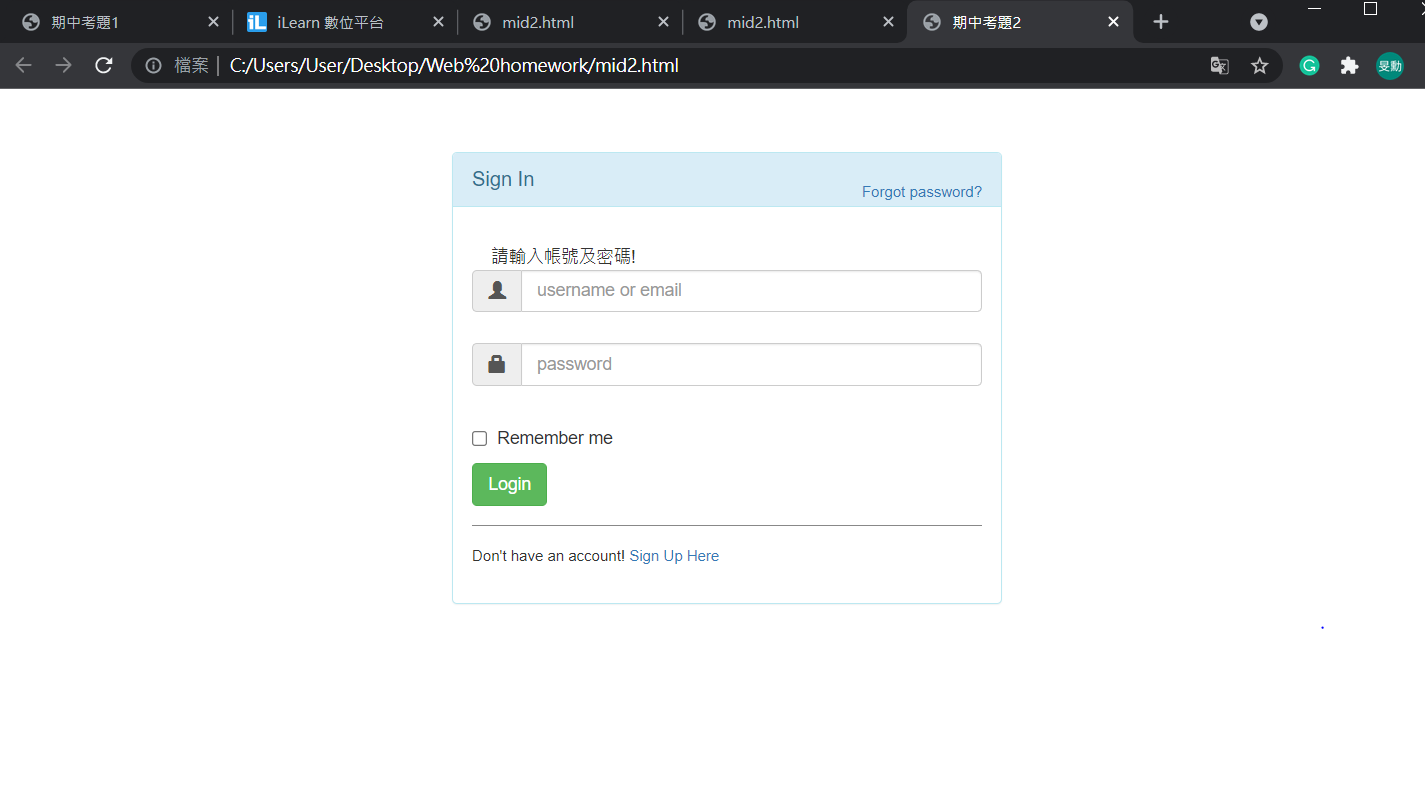 期中考題1
iLearn 數位平台
mid2.html
mid2.html
期中考題2
檔案 | C:/Users/User/Desktop/Web%20homework/mid2.html
旻勳
Sign In
Forgot password?
請輸入帳號及密碼!
username or email
password
Remember me
Login
Don't have an account! Sign Up Here